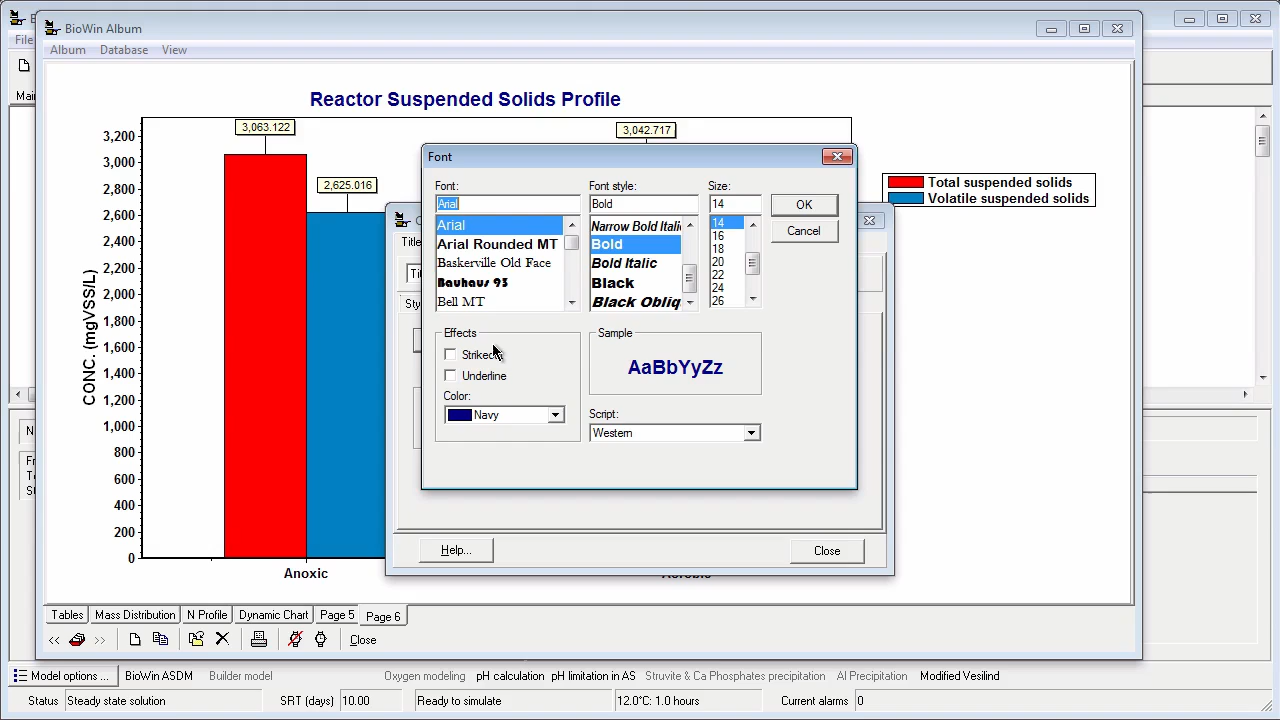 BioWin Album
File
Album Database View
Main
Reactor Suspended Solids Profile
3,063.122
3,042.717
2,625.016
Total suspended solids
Volatile suspended solids
CONC. (mgVSS/L)
3,200
3,000
2,800
2,600
2,400
2,200
2,000
1,800
1,600
1,400
1,200
1,000
800
600
400
200
0
Anoxic
Font
Font:
Font style:
Size:
Arial
Bold
14
OK
Cancel
Arial
Arial Rounded MT
Baskerville Old Face
Bauhaus 93
Bell MT
Narrow Bold Itali
Bold
Bold Italic
Black
Black Obliq
14
16
18
20
22
24
26
Effects
Underline
Color:
Navy
Sample
AaBbYyZz
Script:
Western
Help...
Close
Tables Mass Distribution N Profile Dynamic Chart Page 5 Page 6
<< >> Close
Model options ... BioWin ASDM Builder model Oxygen modeling pH calculation pH limitation in AS Struvite & Ca Phosphates precipitation Al Precipitation Modified Vesilind
Status Steady state solution SRT (days) 10.00 Ready to simulate 12.0°C: 1.0 hours Current alarms 0